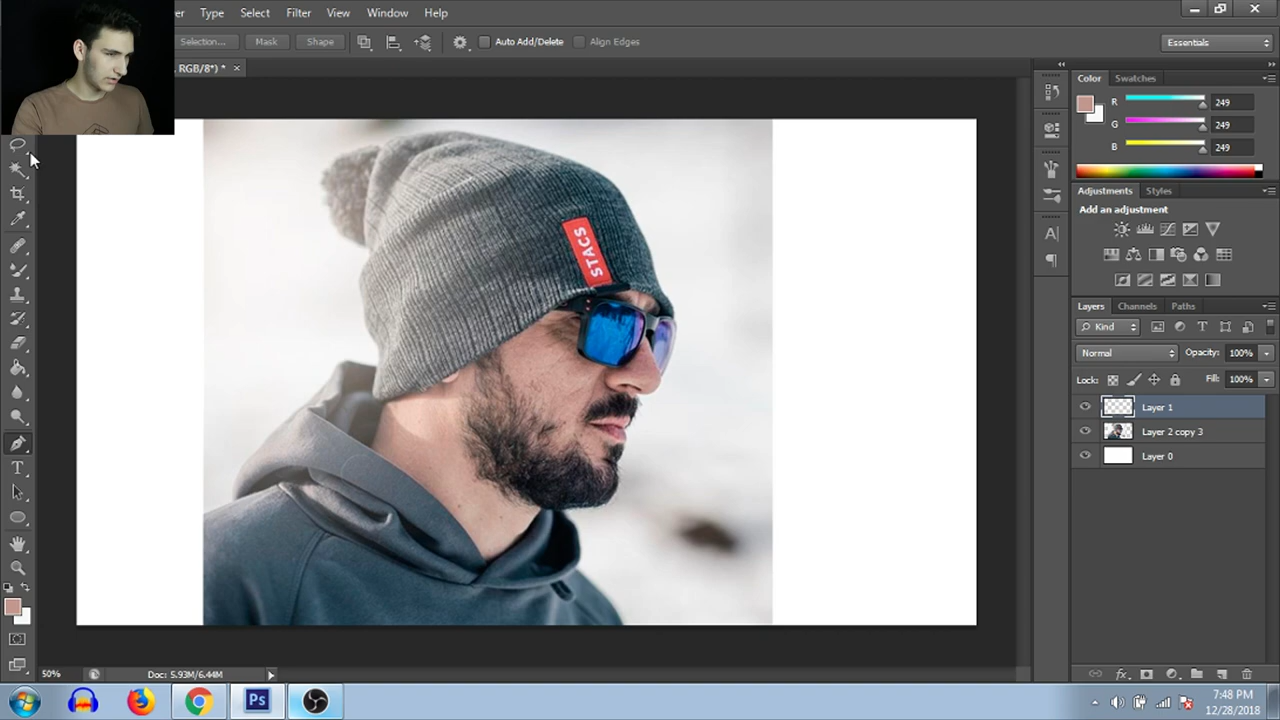 Type Select Filter View Window Help
Selection... Mask Shape Auto Add/Delete Align Edges Essentials
RGB/8*) *
Color Swatches
R 249
G 249
B 249
Adjustments Styles
Add an adjustment
Layers Channels Paths
Kind
Normal Opacity: 100%
Lock: Fill: 100%
Layer 1
Layer 2 copy 3
Layer 0
STACS
50% Doc: 5.93M/6.44M
Ps
7:48 PM
12/28/2018